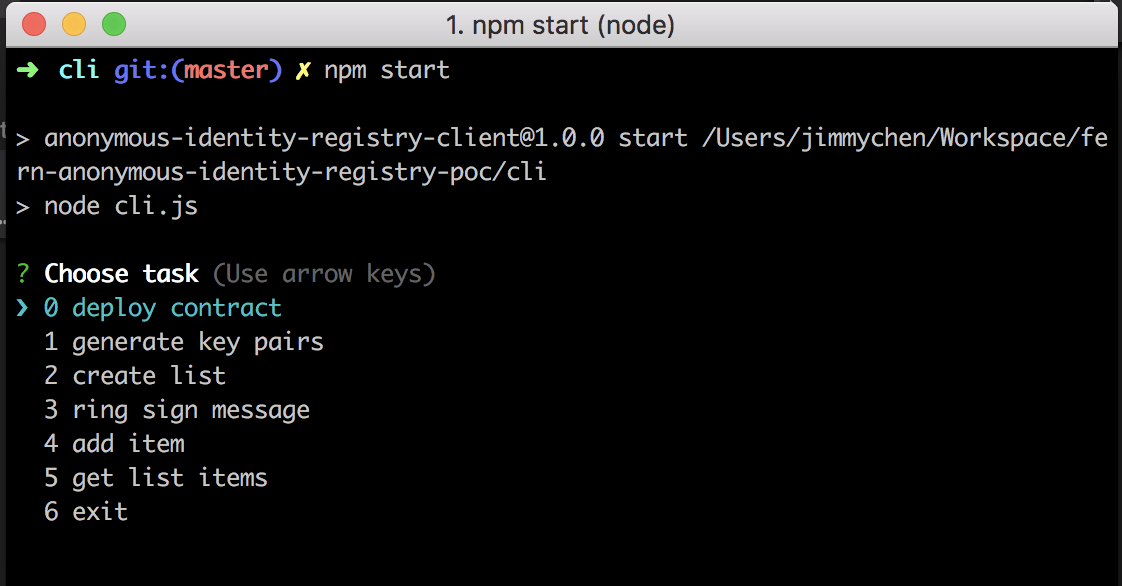 1. npm start (node)
➜ cli git:(master) ✗ npm start
> anonymous-identity-registry-client@1.0.0 start /Users/jimmychen/Workspace/fe
rn-anonymous-identity-registry-poc/cli
> node cli.js
? Choose task (Use arrow keys)
❯ 0 deploy contract
1 generate key pairs
2 create list
3 ring sign message
4 add item
5 get list items
6 exit